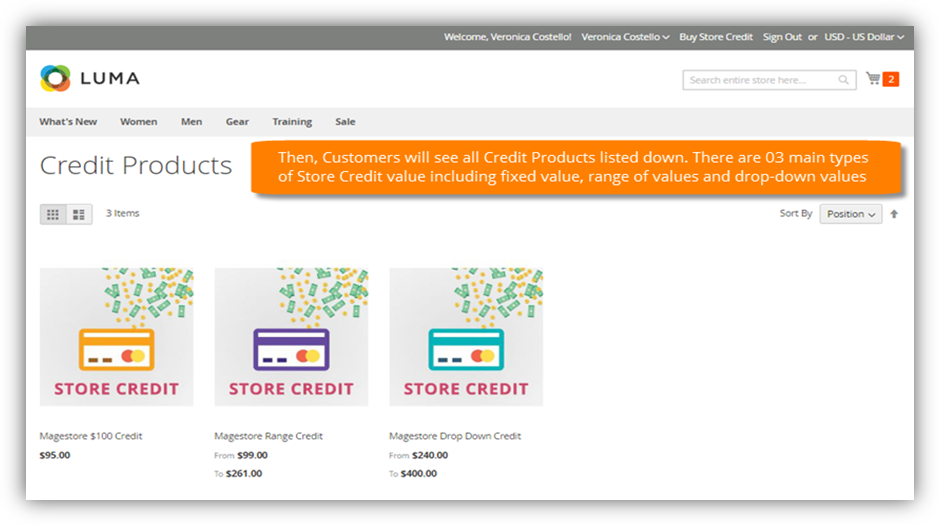 Welcome, Veronica Costello! Veronica Costello Buy Store Credit Sign Out or USD - US Dollar
LUMA
Search entire store here...
2
What's New Women Men Gear Training Sale
Credit Products
Then, Customers will see all Credit Products listed down. There are 03 main types
of Store Credit value including fixed value, range of values and drop-down values
3 Items
Sort By Position
STORE CREDIT STORE CREDIT STORE CREDIT
Magestore $100 Credit Magestore Range Credit Magestore Drop Down Credit
$95.00 From $99.00 From $240.00
To $261.00 To $400.00